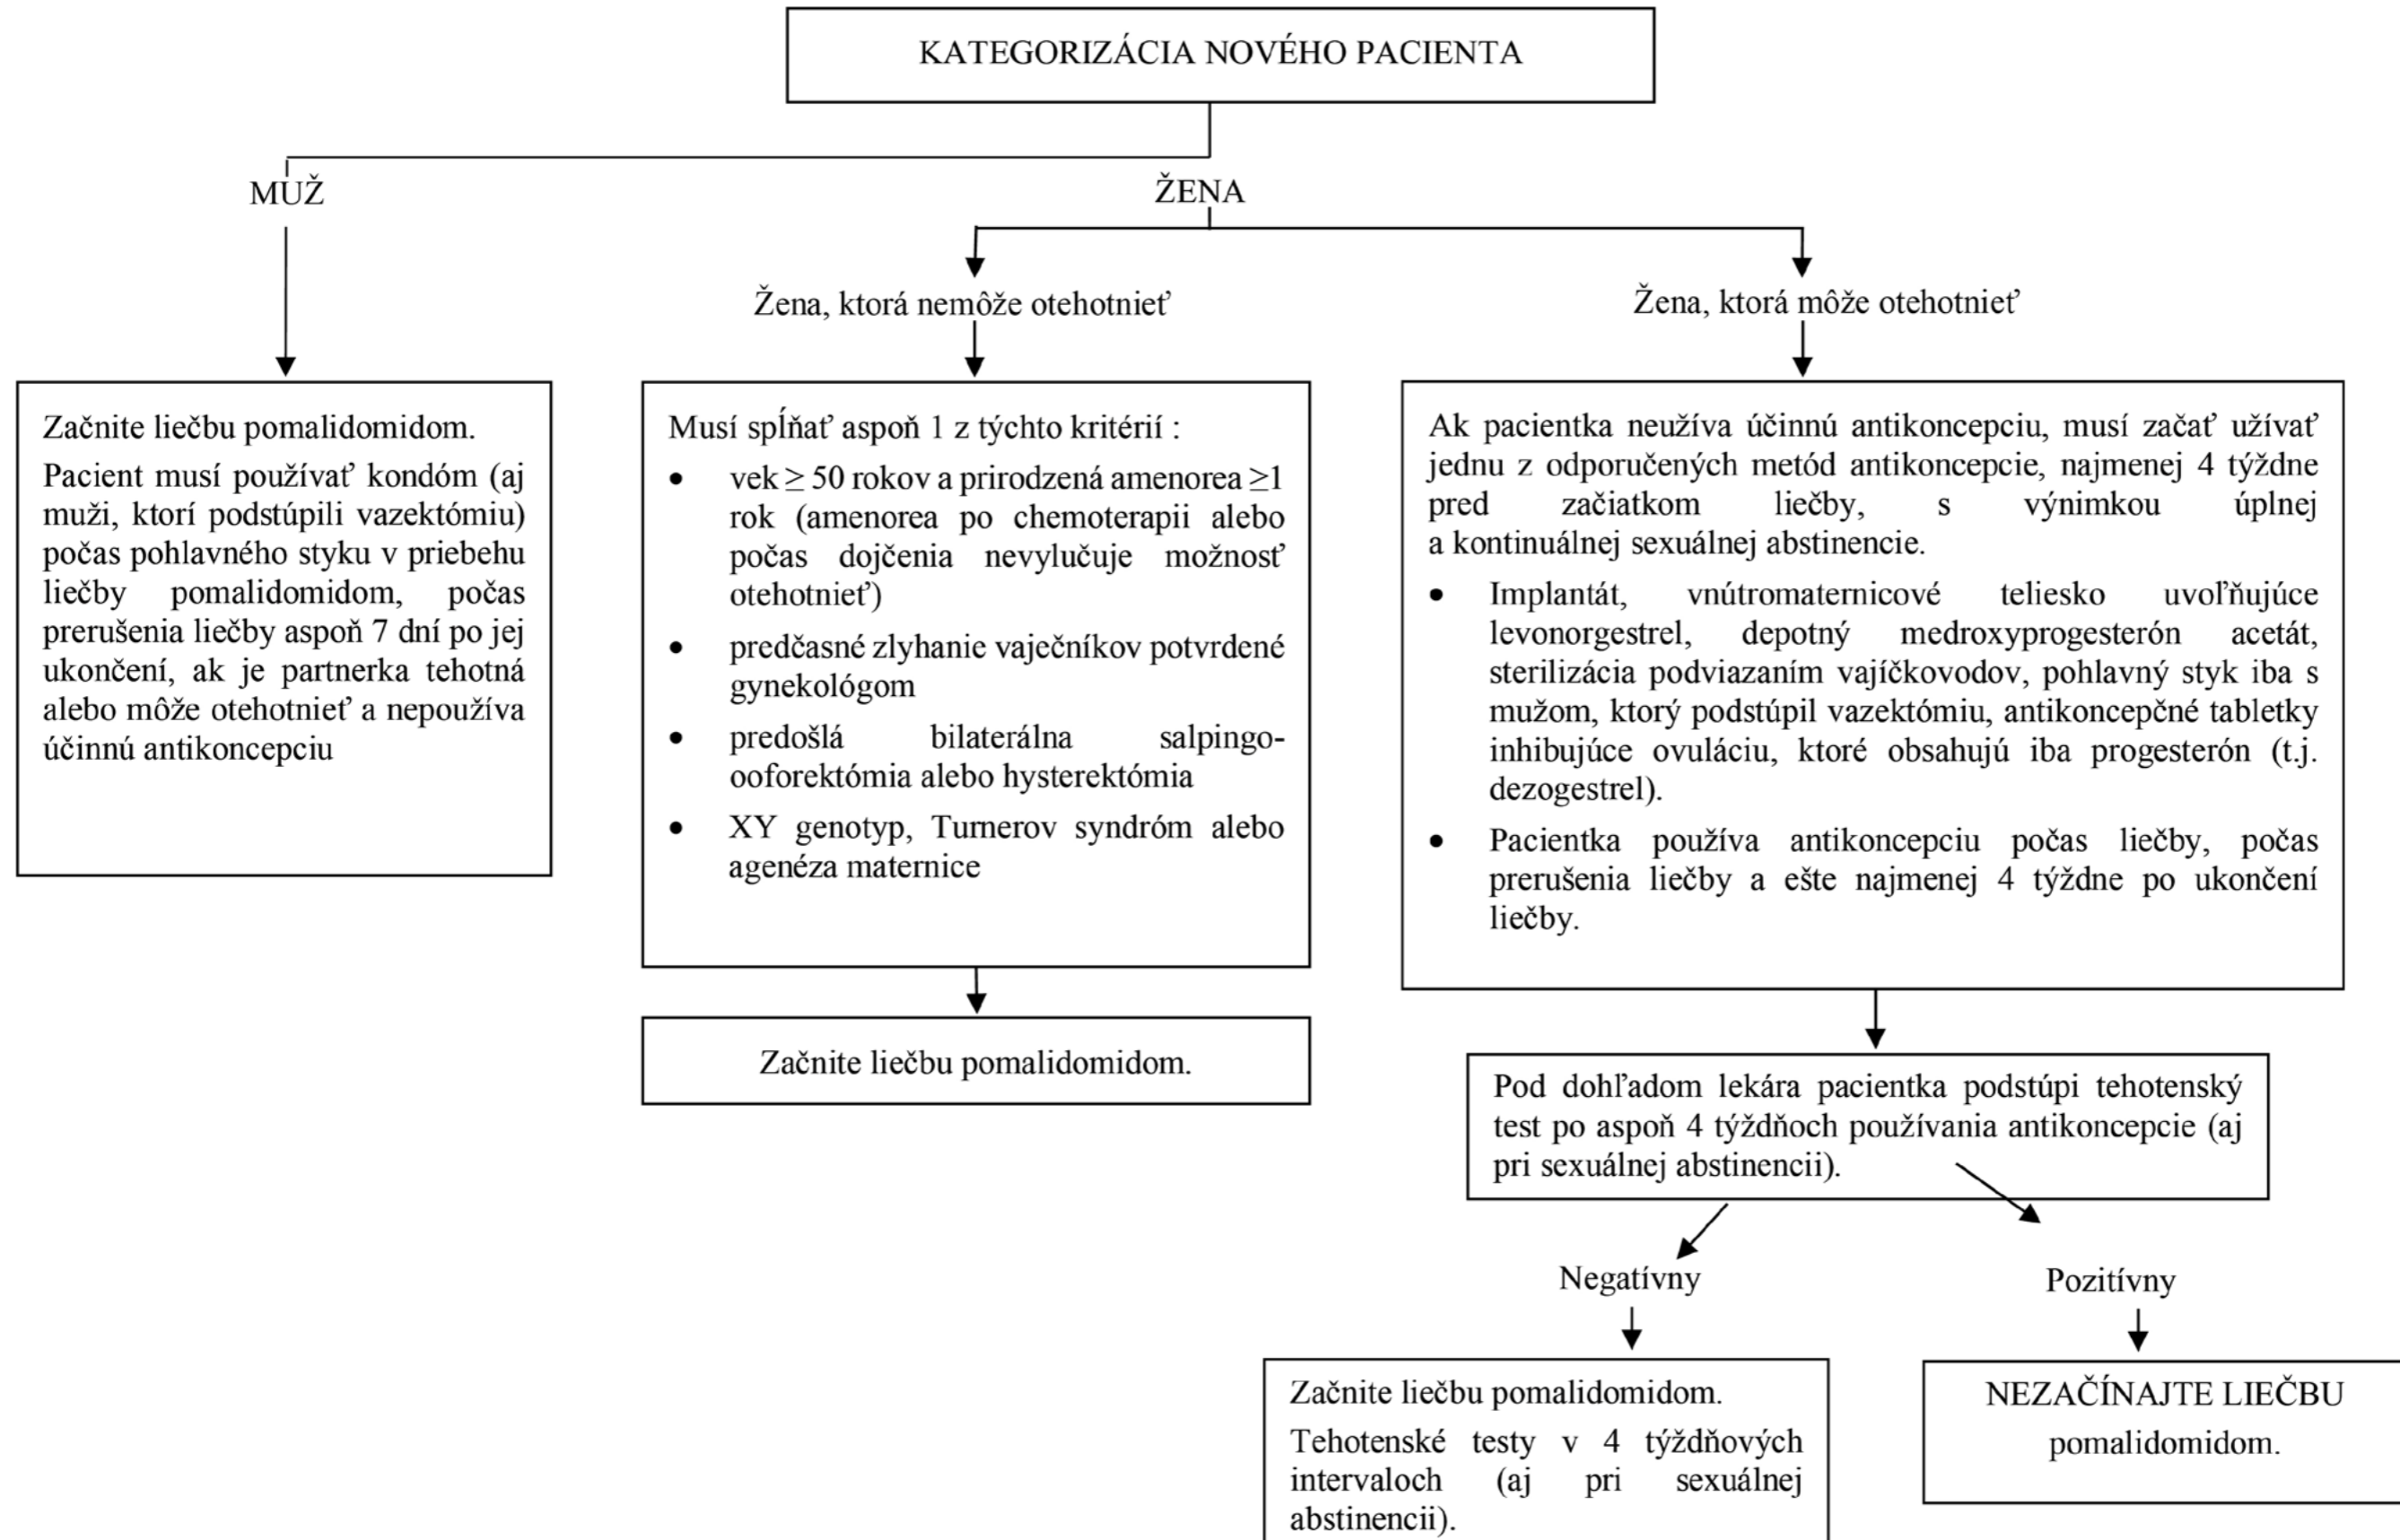 KATEGORIZÁCIA NOVÉHO PACIENTA
MUŽ
ŽENA
Žena, ktorá nemôže otehotnieť
Žena, ktorá môže otehotnieť
Začnite liečbu pomalidomidom.
Pacient musí používať kondóm (aj
muži, ktorí podstúpili vazektómiu)
počas pohlavného styku v priebehu
liečby pomalidomidom, počas
prerušenia liečby aspoň 7 dní po jej
ukončení, ak je partnerka tehotná
alebo môže otehotnieť a nepoužíva
účinnú antikoncepciu
Musí spĺňať aspoň 1 z týchto kritérií :
• vek ≥ 50 rokov a prirodzená amenorea ≥1
rok (amenorea po chemoterapii alebo
počas dojčenia nevylučuje možnosť
otehotnieť)
• predčasné zlyhanie vaječníkov potvrdené
gynekológom
• predošlá bilaterálna salpingo-
ooforektómia alebo hysterektómia
• XY genotyp, Turnerov syndróm alebo
agenéza maternice
Začnite liečbu pomalidomidom.
Ak pacientka neužíva účinnú antikoncepciu, musí začať užívať
jednu z odporučených metód antikoncepcie, najmenej 4 týždne
pred začiatkom liečby, s výnimkou úplnej
a kontinuálnej sexuálnej abstinencie.
• Implantát, vnútromaternicové teliesko uvoľňujúce
levonorgestrel, depotný medroxyprogesterón acetát,
sterilizácia podviazaním vajíčkovodov, pohlavný styk iba s
mužom, ktorý podstúpil vazektómiu, antikoncepčné tabletky
inhibujúce ovuláciu, ktoré obsahujú iba progesterón (t.j.
dezogestrel).
• Pacientka používa antikoncepciu počas liečby, počas
prerušenia liečby a ešte najmenej 4 týždne po ukončení
liečby.
Pod dohľadom lekára pacientka podstúpi tehotenský
test po aspoň 4 týždňoch používania antikoncepcie (aj
pri sexuálnej abstinencii).
Negatívny
Pozitívny
Začnite liečbu pomalidomidom.
Tehotenské testy v 4 týždňových
intervaloch (aj pri sexuálnej
abstinencii).
NEZAČÍNAJTE LIEČBU
pomalidomidom.